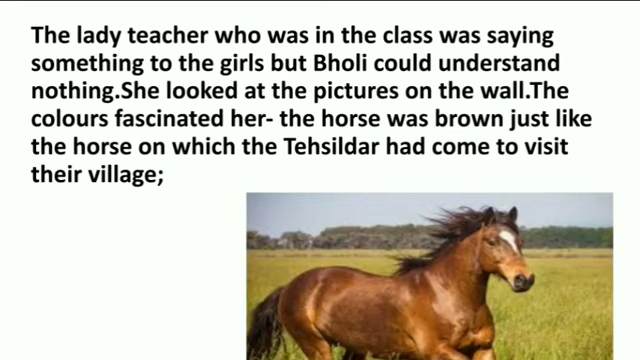 The lady teacher who was in the class was saying
something to the girls but Bholi could understand
nothing.She looked at the pictures on the wall.The
colours fascinated her- the horse was brown just like
the horse on which the Tehsildar had come to visit
their village;